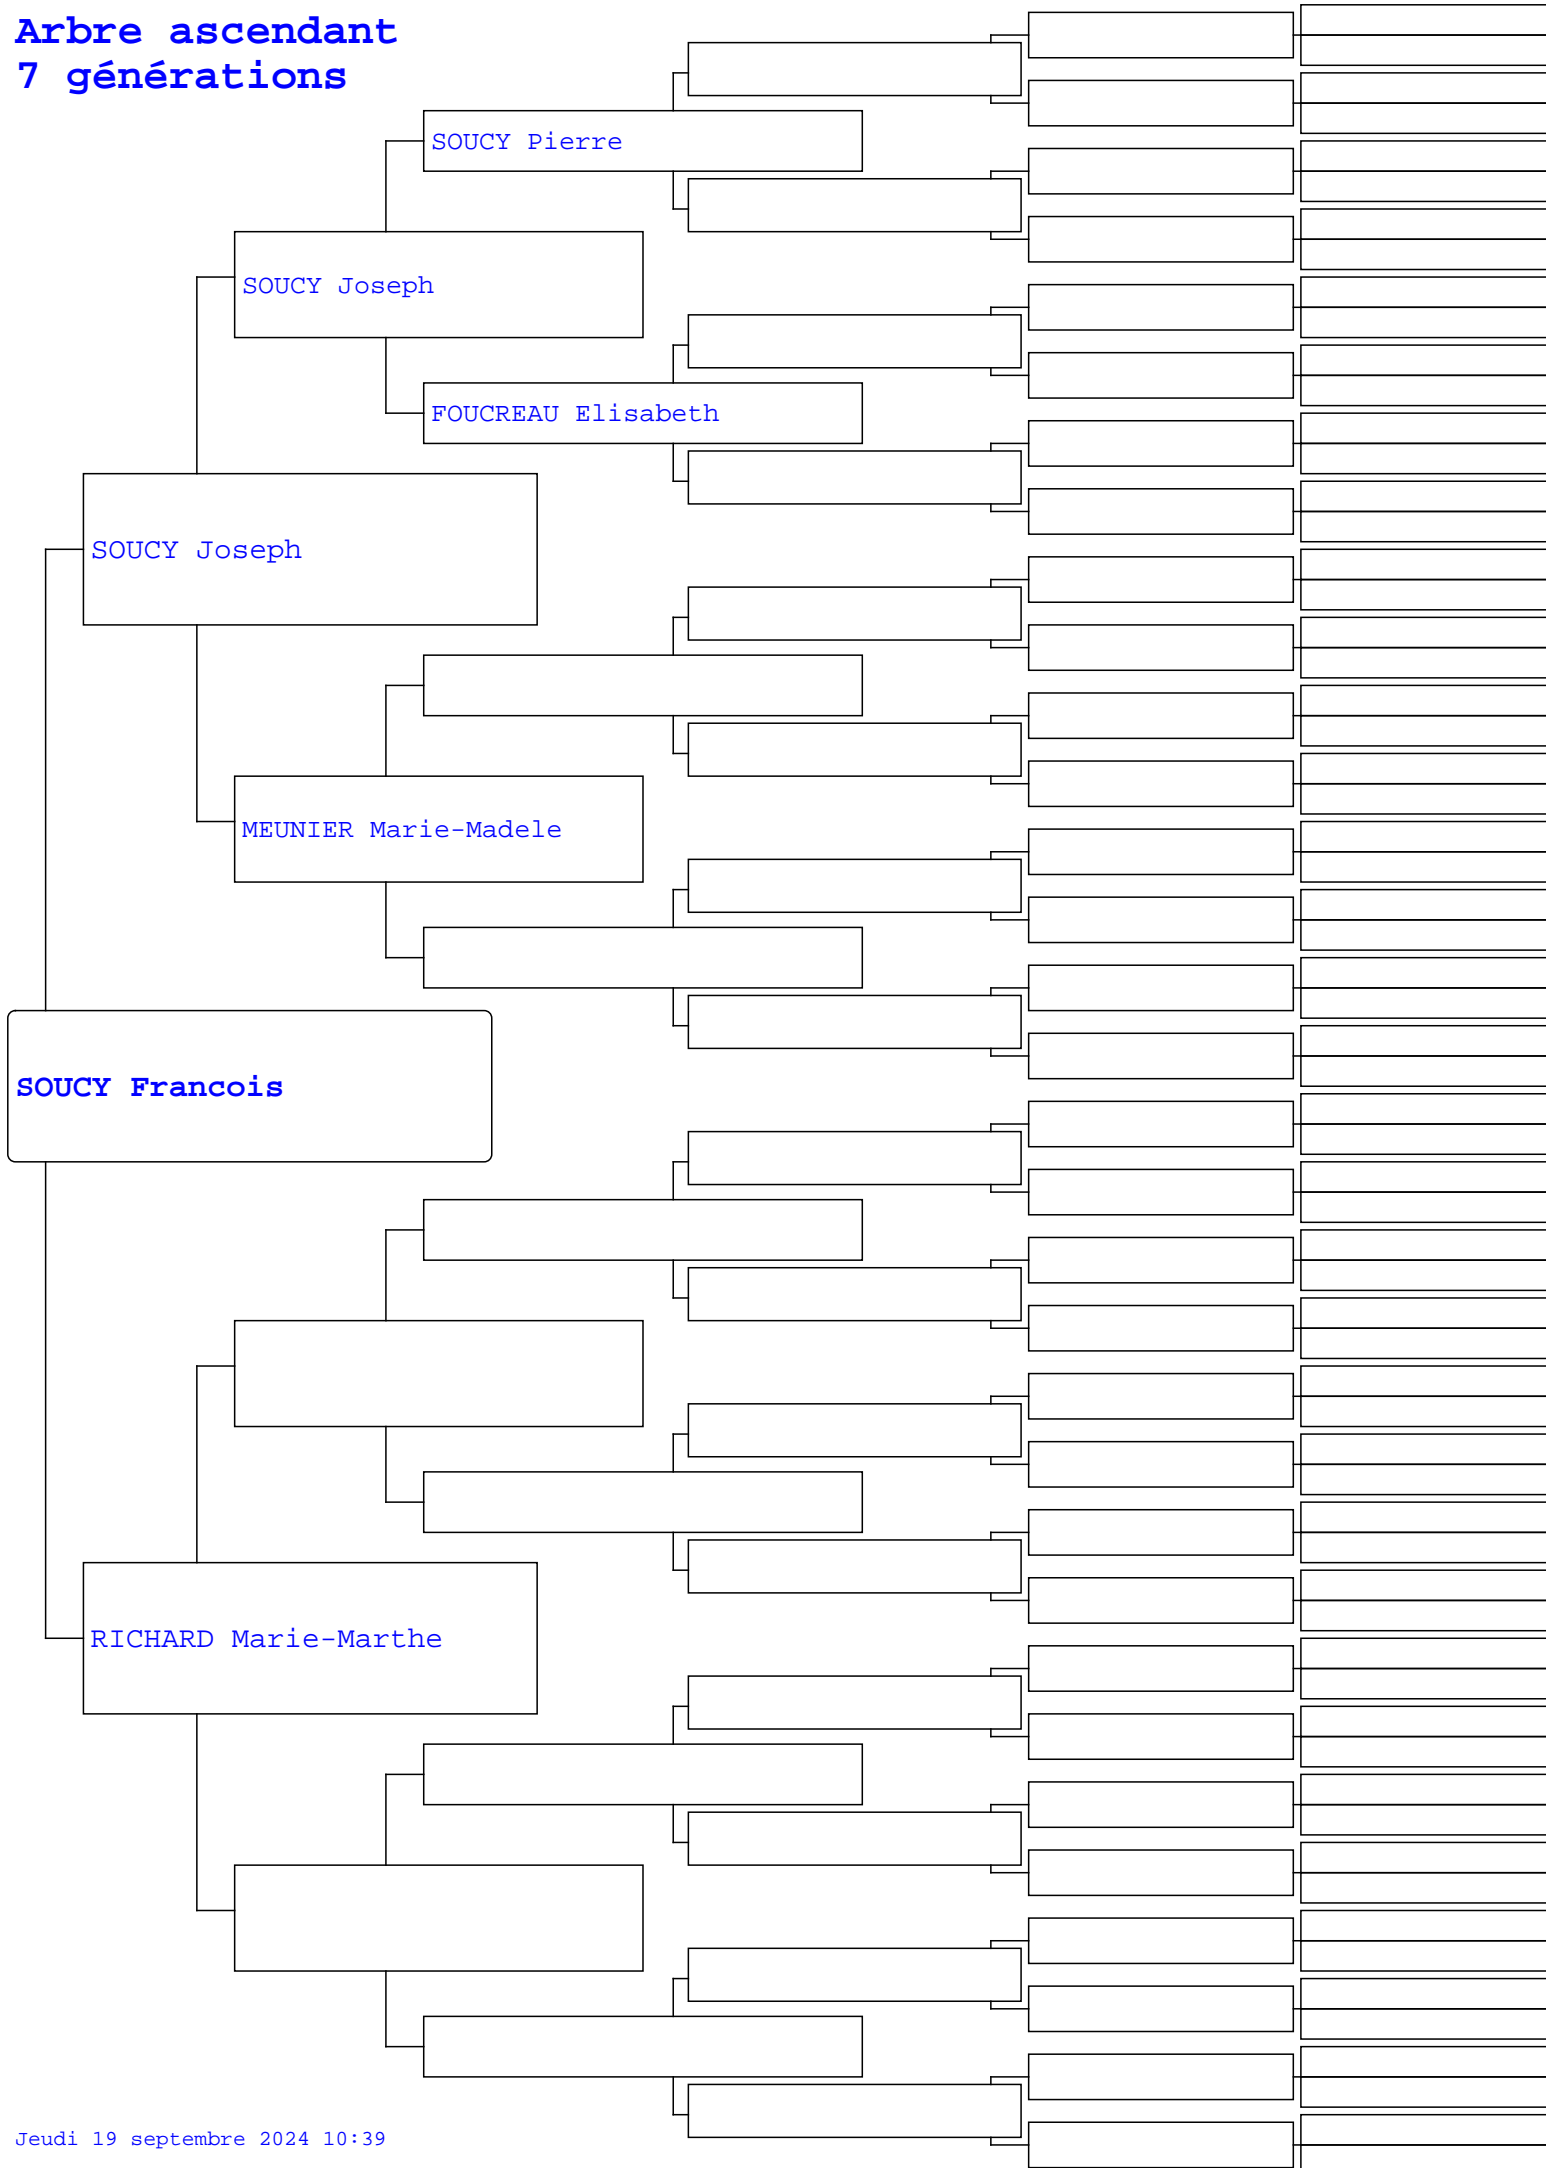 Arbre ascendant
7 générations
SOUCY Pierre
SOUCY Joseph
FOUCREAU Elisabeth
SOUCY Joseph
MEUNIER Marie-Madele
SOUCY Francois
RICHARD Marie-Marthe
Jeudi 19 septembre 2024 10:39